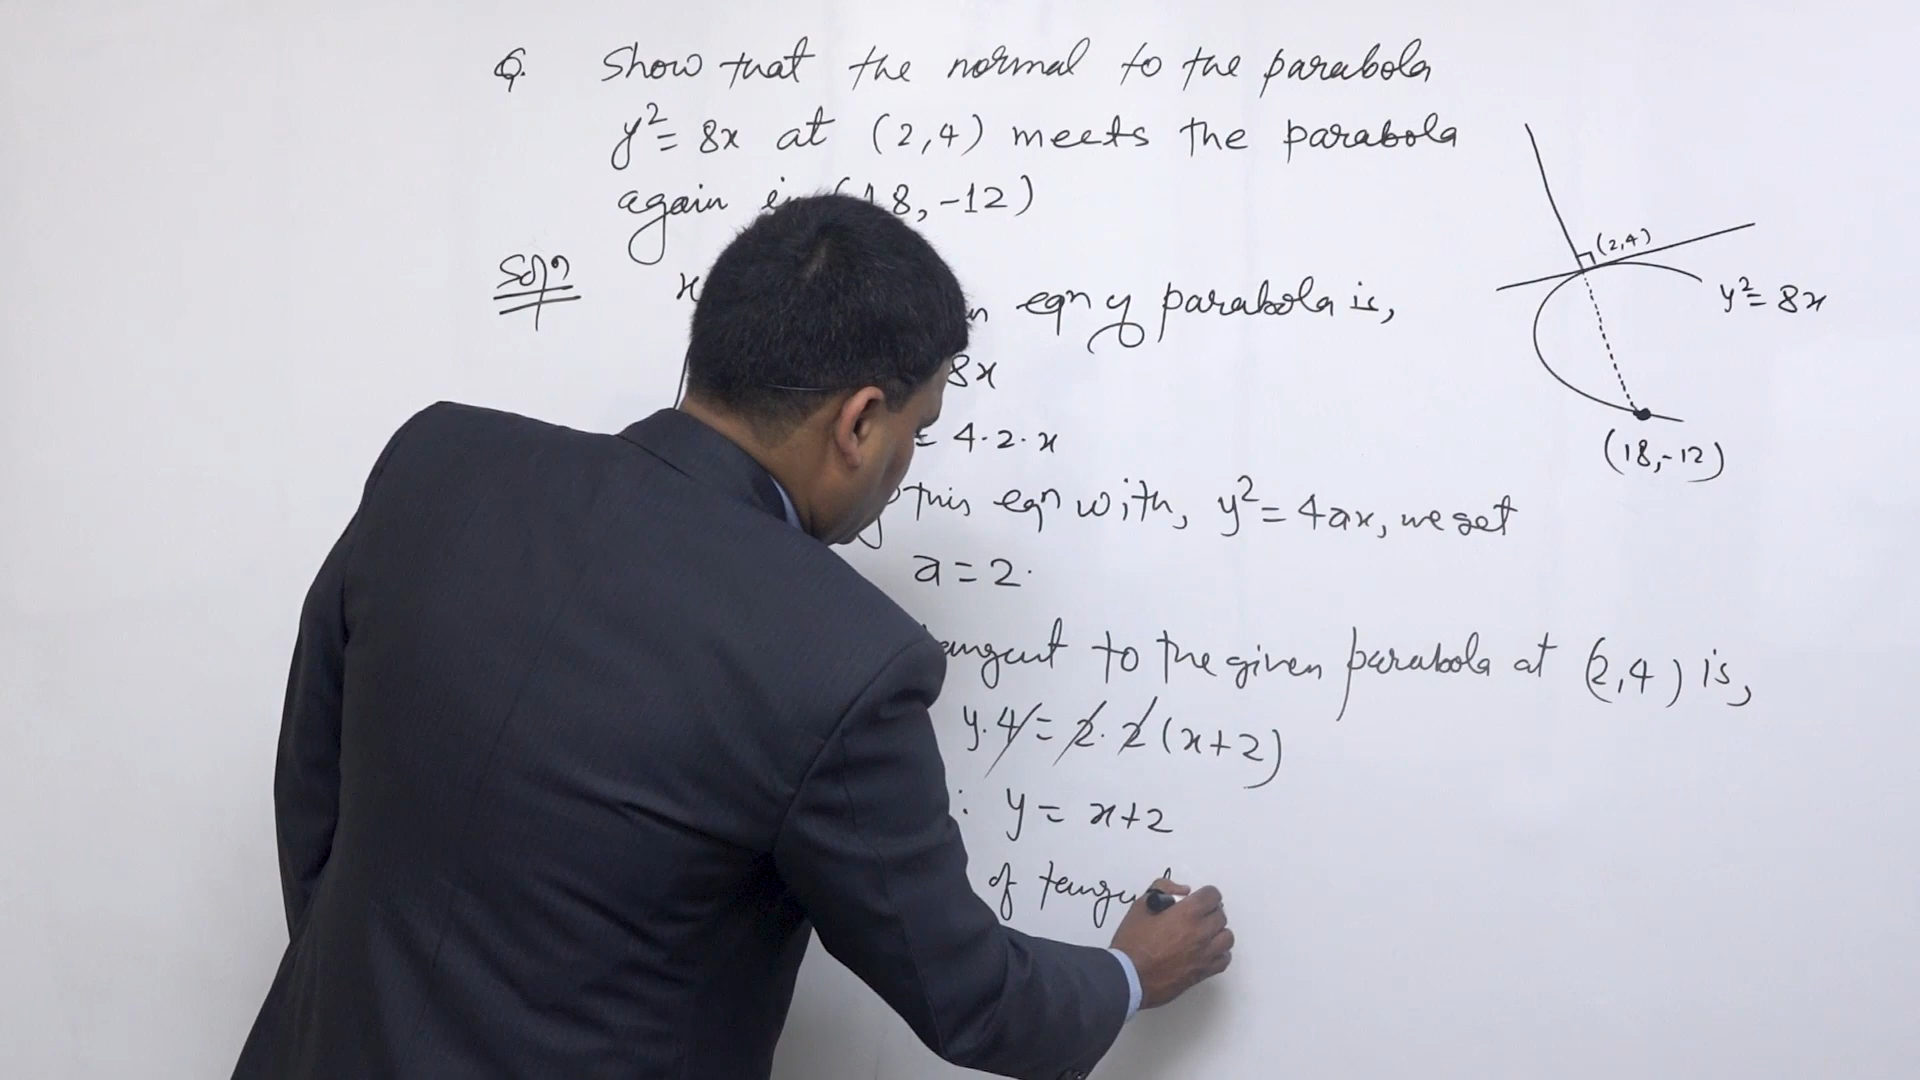 Q. Show that the normal to the parabola
y² = 8x at (2,4) meets the parabola
again 8, -12)
Solⁿ eqn of parabola is,
8x
= 4.2.x
this eqn with, y² = 4ax, we get
a = 2.
to the given parabola at (2,4) is,
y.4 = 2.2(x+2)
y = x+2
of
(2,4)
y² = 8x
(18,-12)